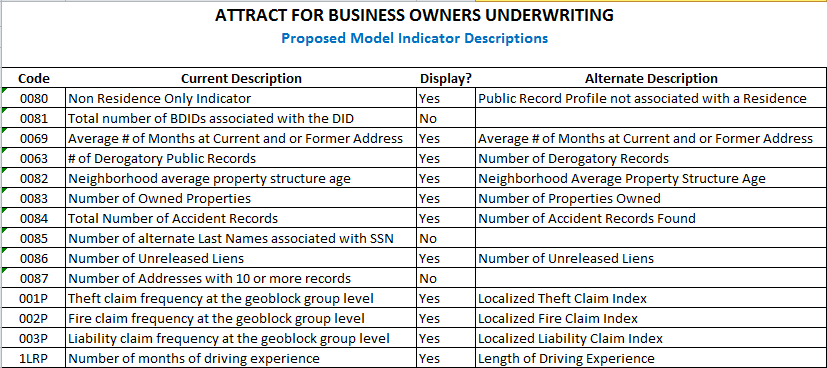 ATTRACT FOR BUSINESS OWNERS UNDERWRITING
Proposed Model Indicator Descriptions
Code Current Description Display? Alternate Description
0080 Non Residence Only Indicator Yes Public Record Profile not associated with a Residence
0081 Total number of BDIDs associated with the DID No
0069 Average # of Months at Current and or Former Address Yes Average # of Months at Current and or Former Address
0063 # of Derogatory Public Records Yes Number of Derogatory Records
0082 Neighborhood average property structure age Yes Neighborhood Average Property Structure Age
0083 Number of Owned Properties Yes Number of Properties Owned
0084 Total Number of Accident Records Yes Number of Accident Records Found
0085 Number of alternate Last Names associated with SSN No
0086 Number of Unreleased Liens Yes Number of Unreleased Liens
0087 Number of Addresses with 10 or more records No
001P Theft claim frequency at the geoblock group level Yes Localized Theft Claim Index
002P Fire claim frequency at the geoblock group level Yes Localized Fire Claim Index
003P Liability claim frequency at the geoblock group level Yes Localized Liability Claim Index
1LRP Number of months of driving experience Yes Length of Driving Experience